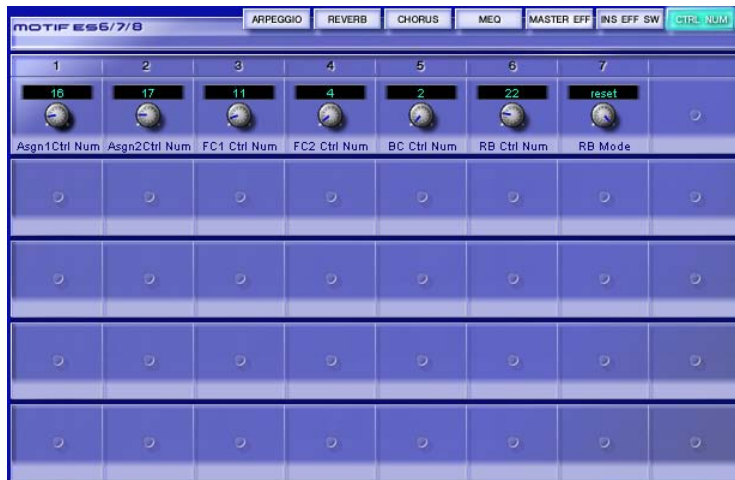 MOTIF ES6/7/8 ARPEGGIO REVERB CHORUS MEQ MASTER EFF INS EFF SW CTRL NUM
1 2 3 4 5 6 7
16 17 11 4 2 22 reset
Asgn1Ctrl Num Asgn2Ctrl Num FC1 Ctrl Num FC2 Ctrl Num BC Ctrl Num RB Ctrl Num RB Mode